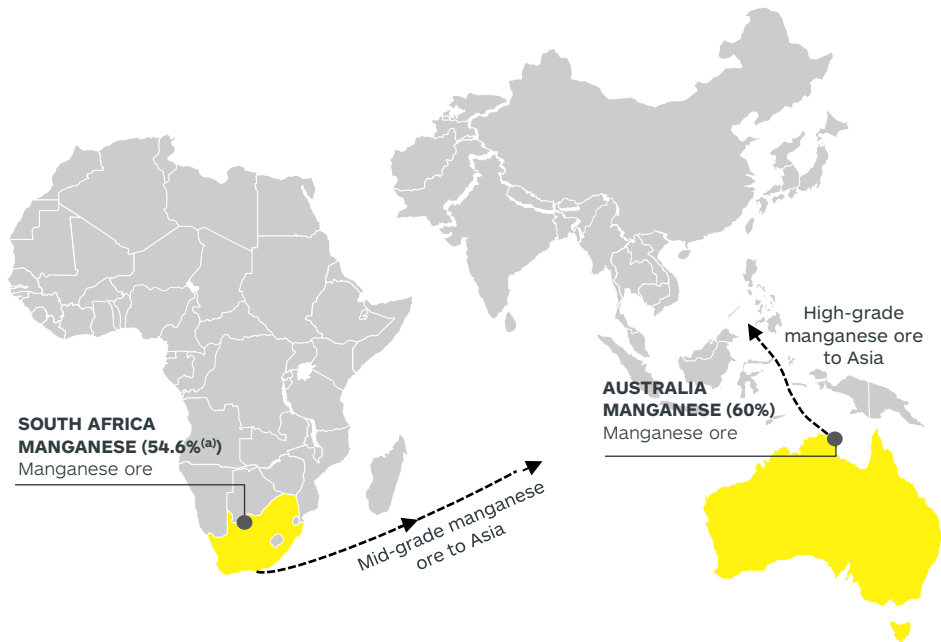 High-grade
manganese ore
to Asia
AUSTRALIA
MANGANESE (60%)
Manganese ore
SOUTH AFRICA
MANGANESE (54.6%(a))
Manganese ore
Mid-grade manganese
ore to Asia